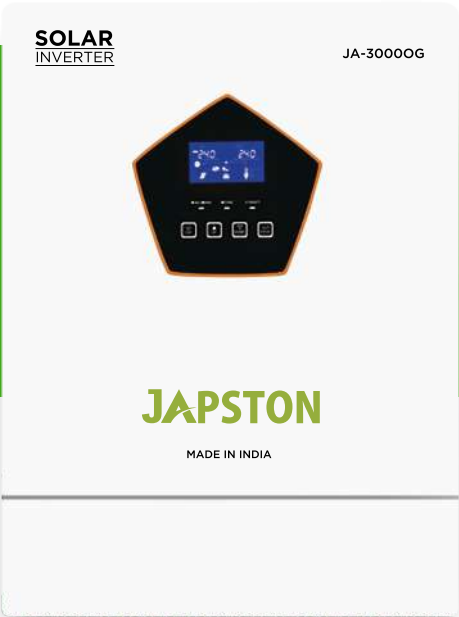 SOLAR
INVERTER
JA-3000OG
240 240
JAPSTON
MADE IN INDIA